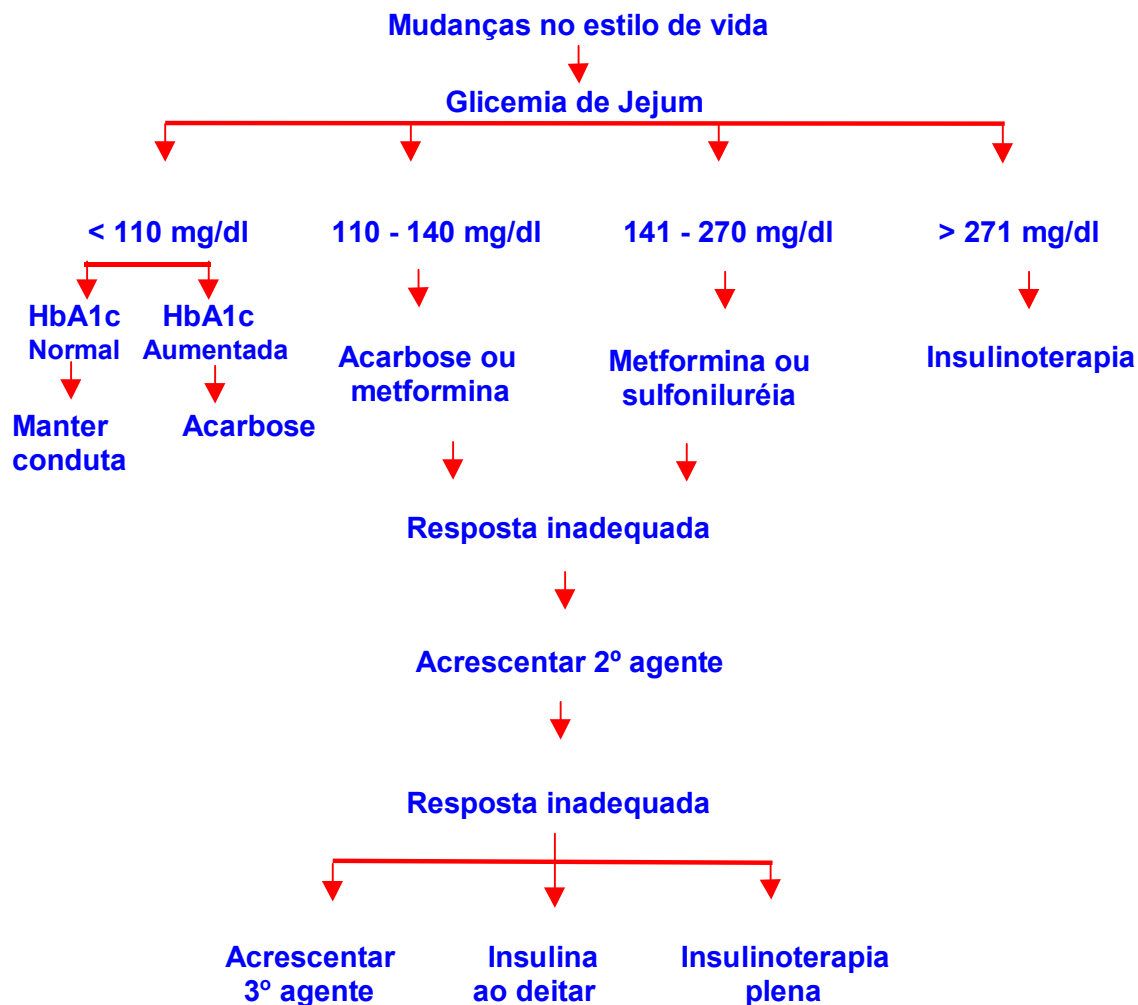 Mudanças no estilo de vida
Glicemia de Jejum
< 110 mg/dl
110 - 140 mg/dl
141 - 270 mg/dl
> 271 mg/dl
HbA1c
Normal
HbA1c
Aumentada
Manter
conduta
Acarbose
Acarbose ou
metformina
Metformina ou
sulfoniluréia
Insulinoterapia
Resposta inadequada
Acrescentar 2º agente
Resposta inadequada
Acrescentar
3º agente
Insulina
ao deitar
Insulinoterapia
plena